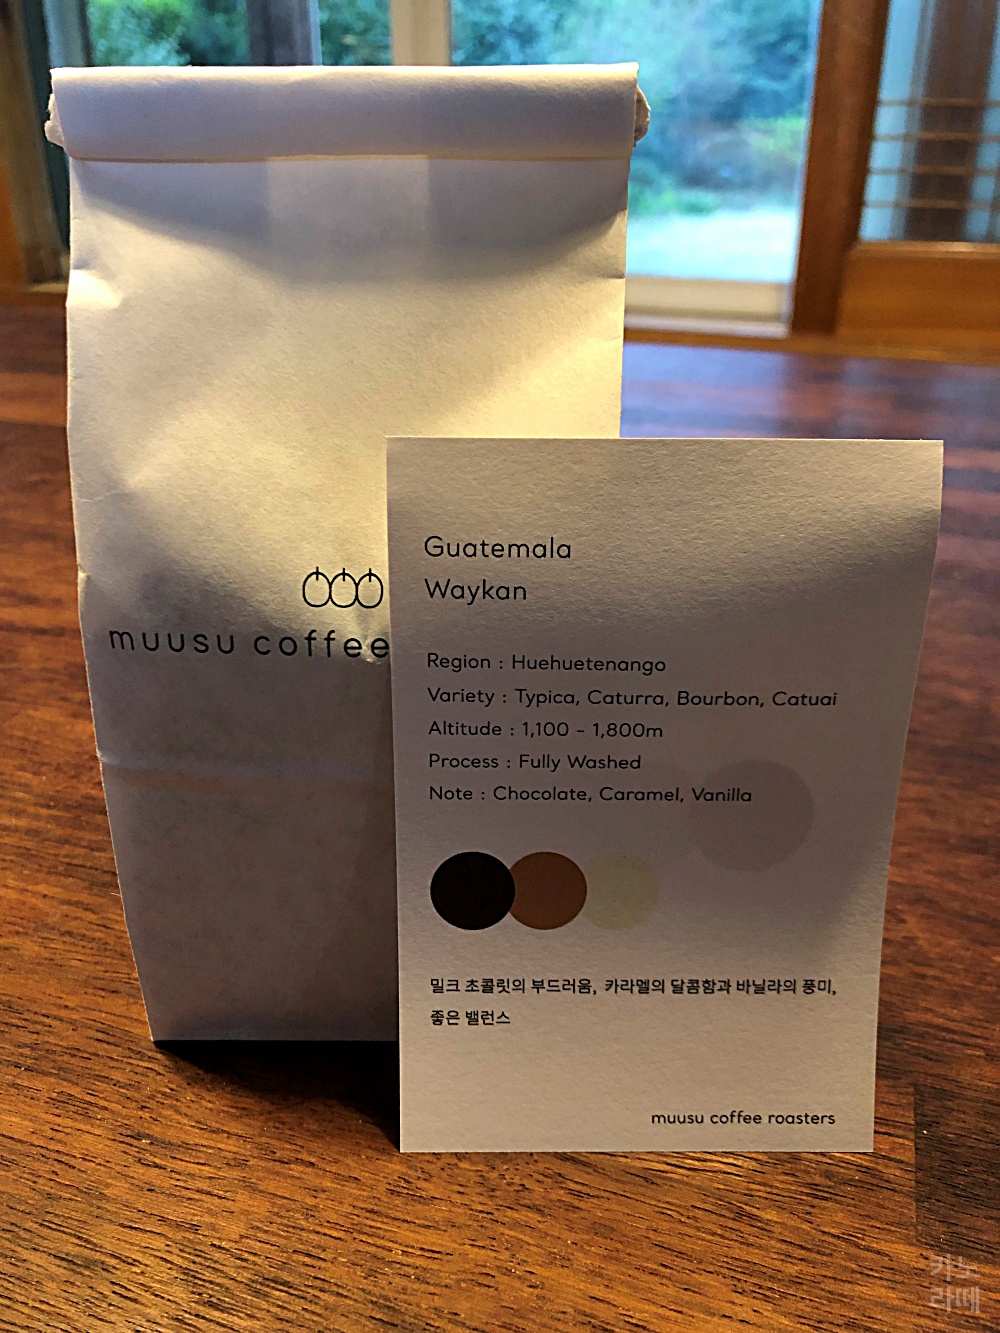 muusu coffee
Guatemala
Waykan
Region : Huehuetenango
Variety : Typica, Caturra, Bourbon, Catuai
Altitude : 1,100 - 1,800m
Process : Fully Washed
Note : Chocolate, Caramel, Vanilla
밀크 초콜릿의 부드러움, 카라멜의 달콤함과 바닐라의 풍미,
좋은 밸런스
muusu coffee roasters
카노
라떼